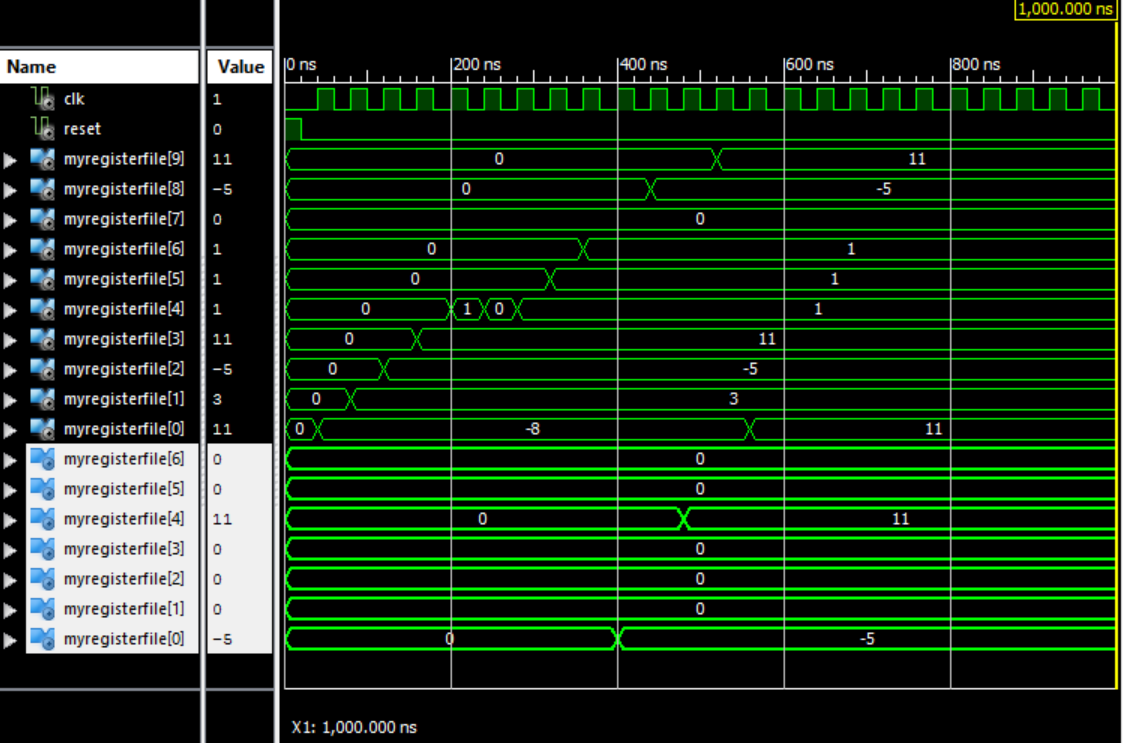 1,000.000 ns
Name Value 0 ns 200 ns 400 ns 600 ns 800 ns
clk 1
reset 0
myregisterfile[9] 11 0 11
myregisterfile[8] -5 0 -5
myregisterfile[7] 0 0
myregisterfile[6] 1 0 1
myregisterfile[5] 1 0 1
myregisterfile[4] 1 0 1 0 1
myregisterfile[3] 11 0 11
myregisterfile[2] -5 0 -5
myregisterfile[1] 3 0 3
myregisterfile[0] 11 0 -8 11
myregisterfile[6] 0 0
myregisterfile[5] 0 0
myregisterfile[4] 11 0 11
myregisterfile[3] 0 0
myregisterfile[2] 0 0
myregisterfile[1] 0 0
myregisterfile[0] -5 0 -5
X1: 1,000.000 ns